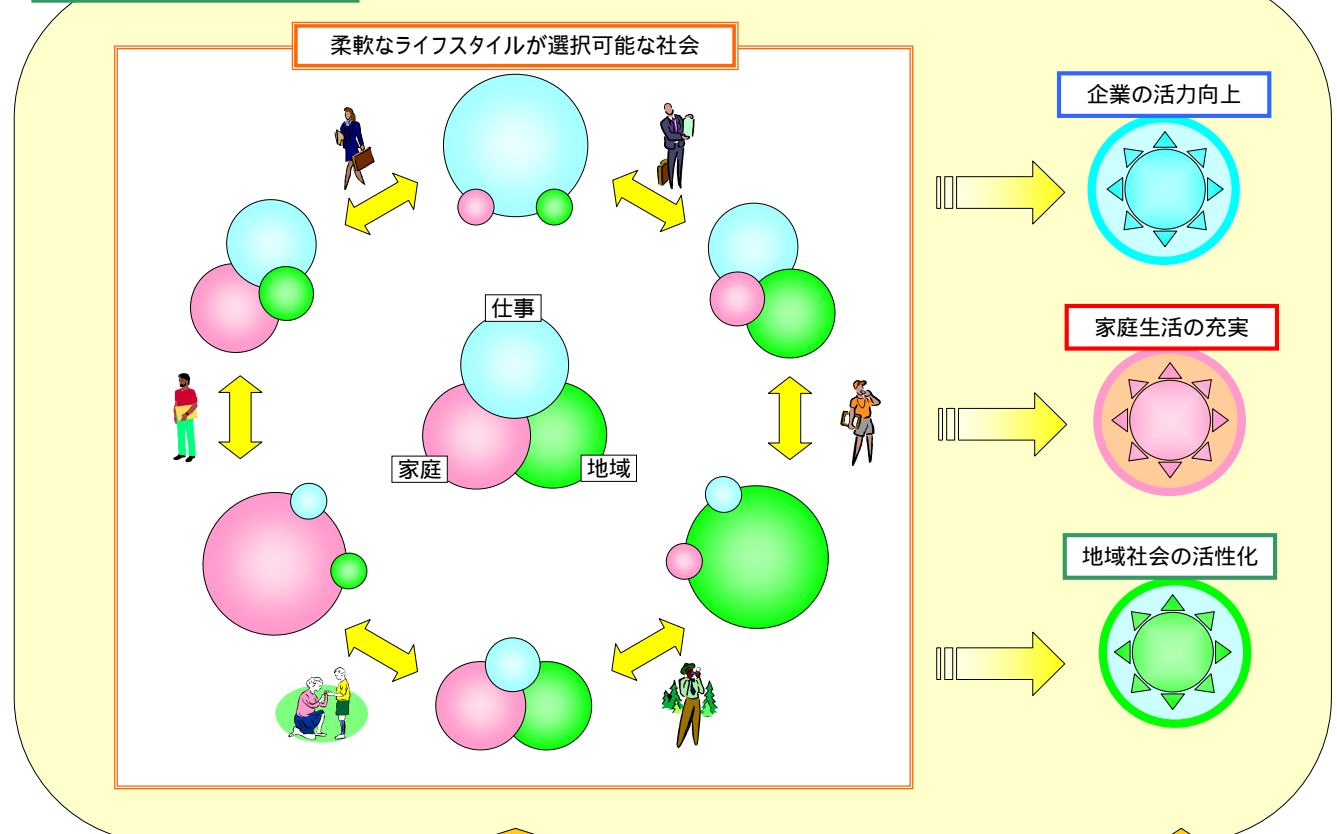 柔軟なライフスタイルが選択可能な社会
仕事
家庭
地域
企業の活力向上
家庭生活の充実
地域社会の活性化